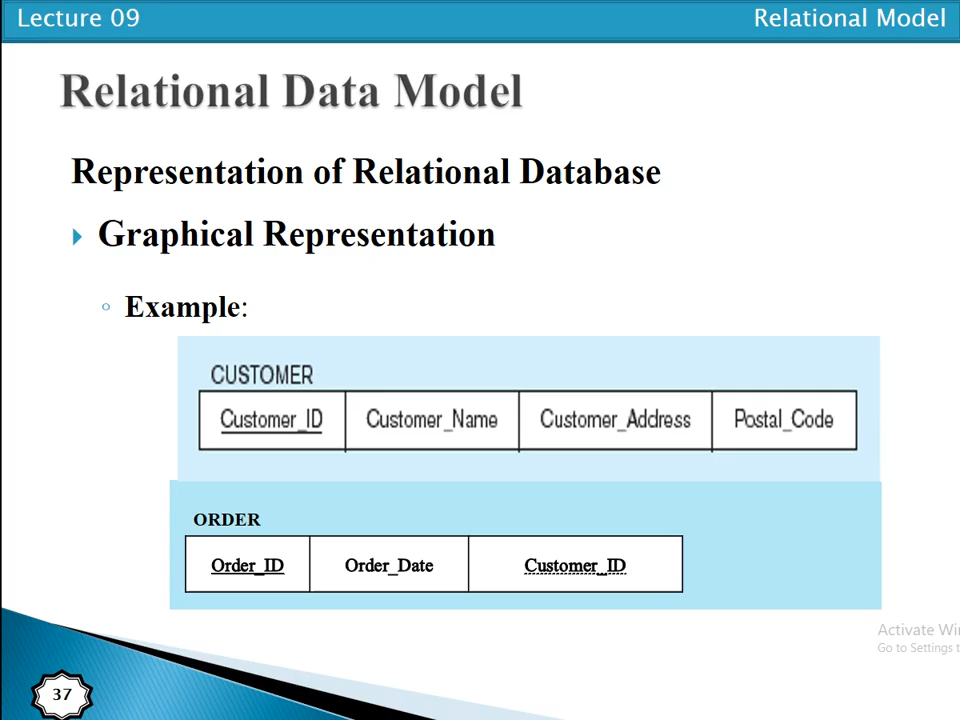 Lecture 09 Relational Model
Relational Data Model
Representation of Relational Database
Graphical Representation
Example:
CUSTOMER
Customer_ID Customer_Name Customer_Address Postal_Code
ORDER
Order_ID Order_Date Customer_ID
Activate Wi
Go to Settings t
37